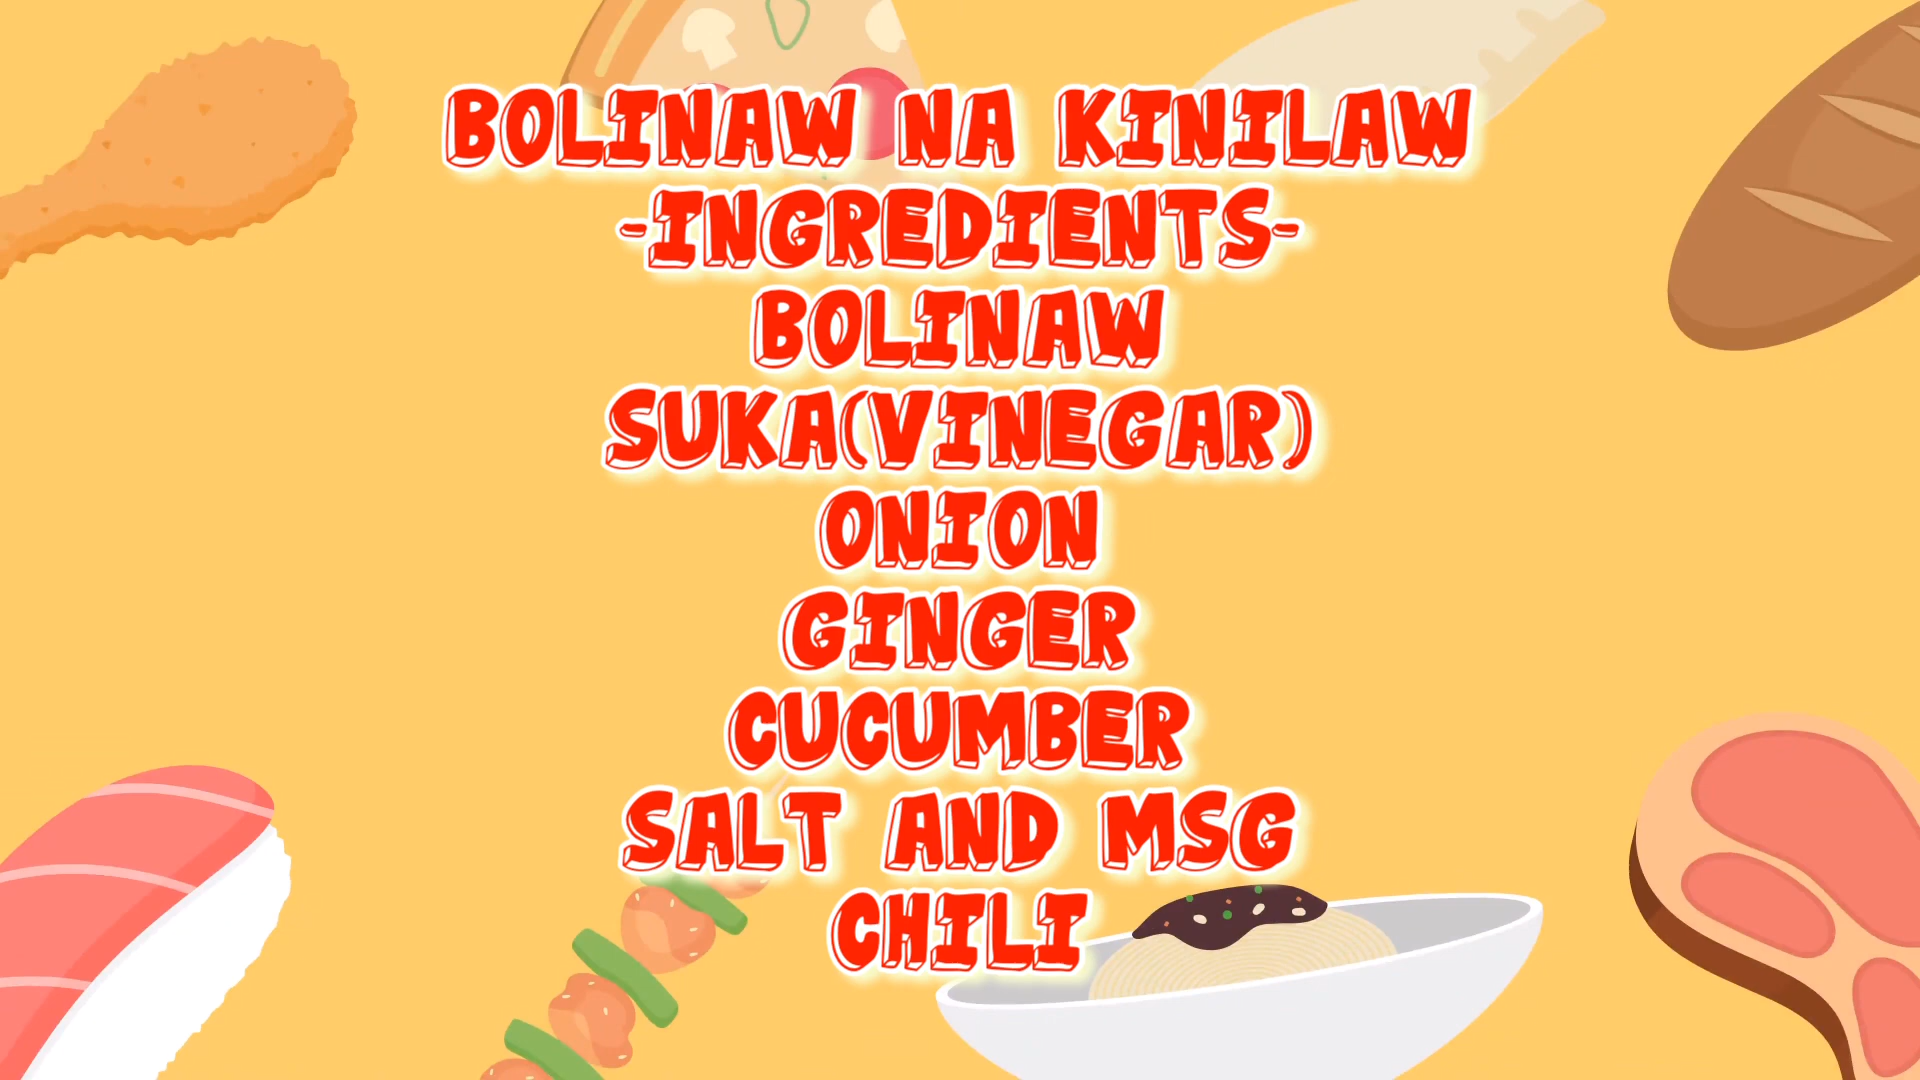 BOLINAW NA KINILAW
-INGREDIENTS-
BOLINAW
SUKA(VINEGAR)
ONION
GINGER
CUCUMBER
SALT AND MSG
CHILI